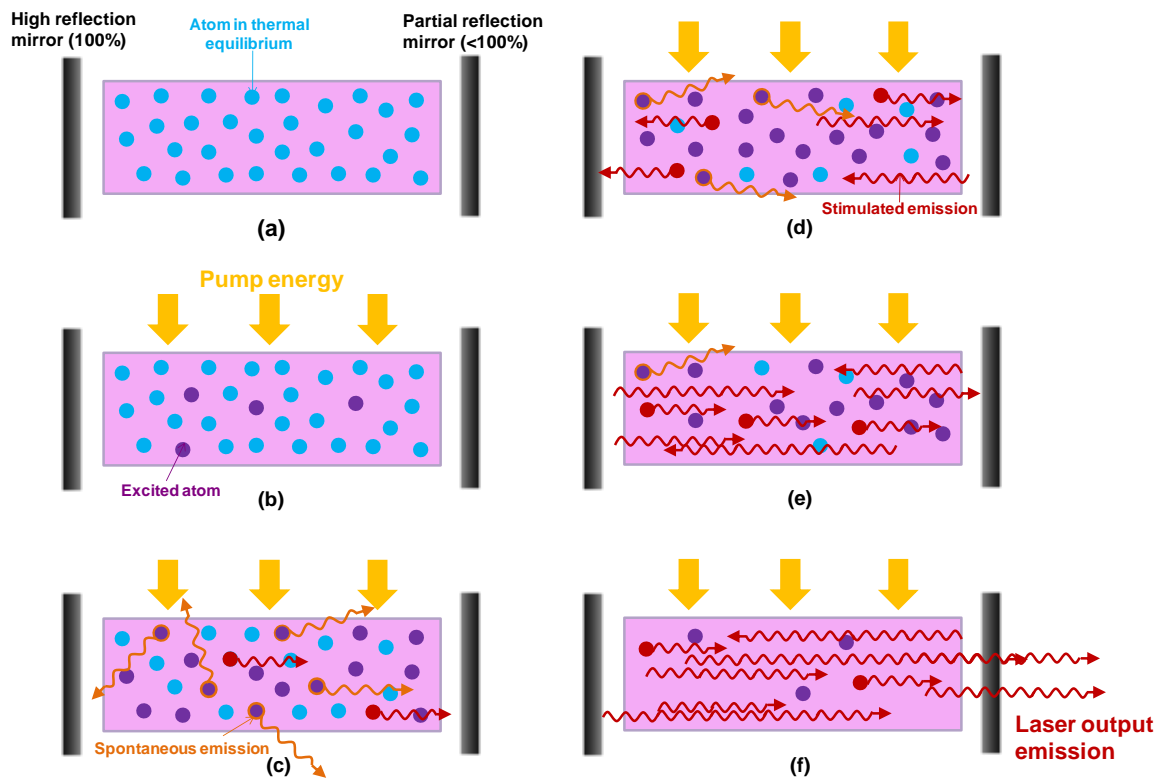 High reflection
mirror (100%)
Atom in thermal
equilibrium
Partial reflection
mirror (<100%)
(a)
Pump energy
Excited atom
(b)
Spontaneous emission
(c)
Stimulated emission
(d)
(e)
Laser output
emission
(f)